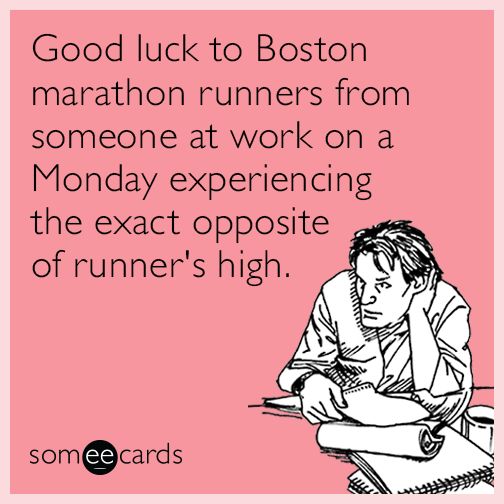 Good luck to Boston
marathon runners from
someone at work on a
Monday experiencing
the exact opposite
of runner's high.
someecards